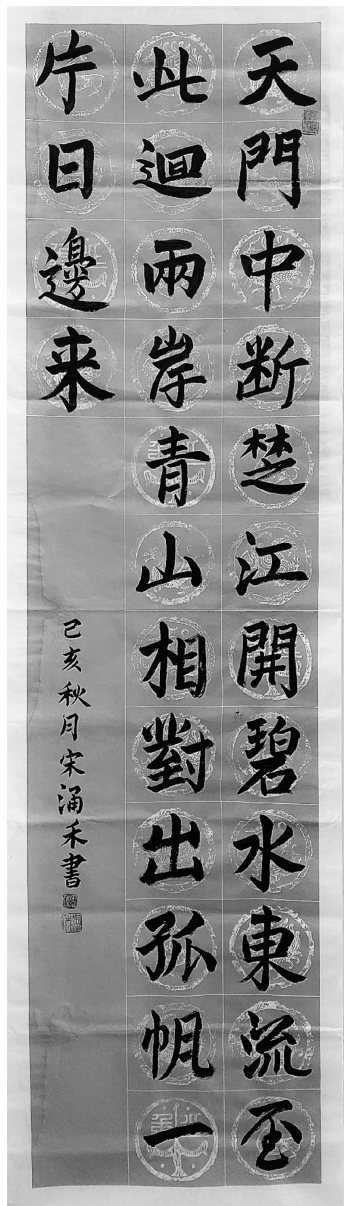 天門中断楚江開碧水東流至
此迴兩岸青山相對出孤帆一
片日邊来
己亥秋月宋涌禾書